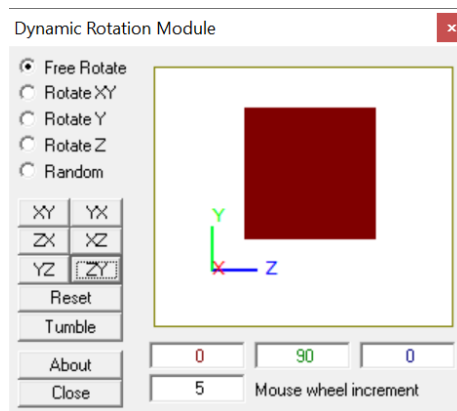 Dynamic Rotation Module
×
Free Rotate
Rotate XY
Rotate Y
Rotate Z
Random
XY YX
ZX XZ
YZ ZY
Reset
Tumble
About
Close
Y
X Z
0 90 0
5 Mouse wheel increment